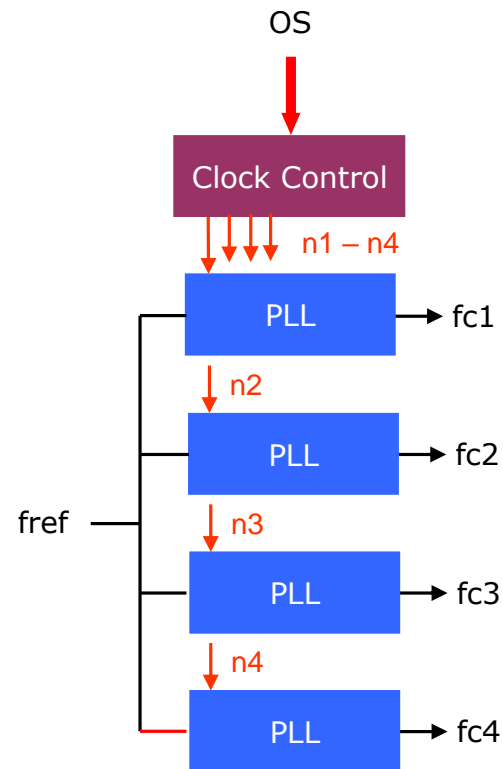 OS
Clock Control
n1 – n4
PLL
fc1
n2
PLL
fc2
fref
n3
PLL
fc3
n4
PLL
fc4